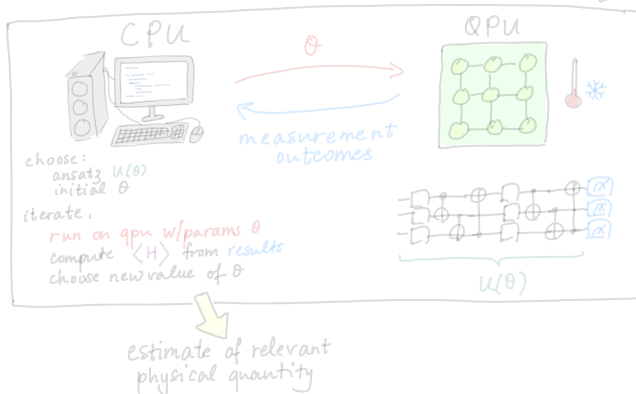 CPU
QPU
θ
measurement
outcomes
choose:
ansatz U(θ)
initial θ
iterate:
run on qpu w/params θ
compute ⟨H⟩ from results
choose new value of θ
U(θ)
estimate of relevant
physical quantity